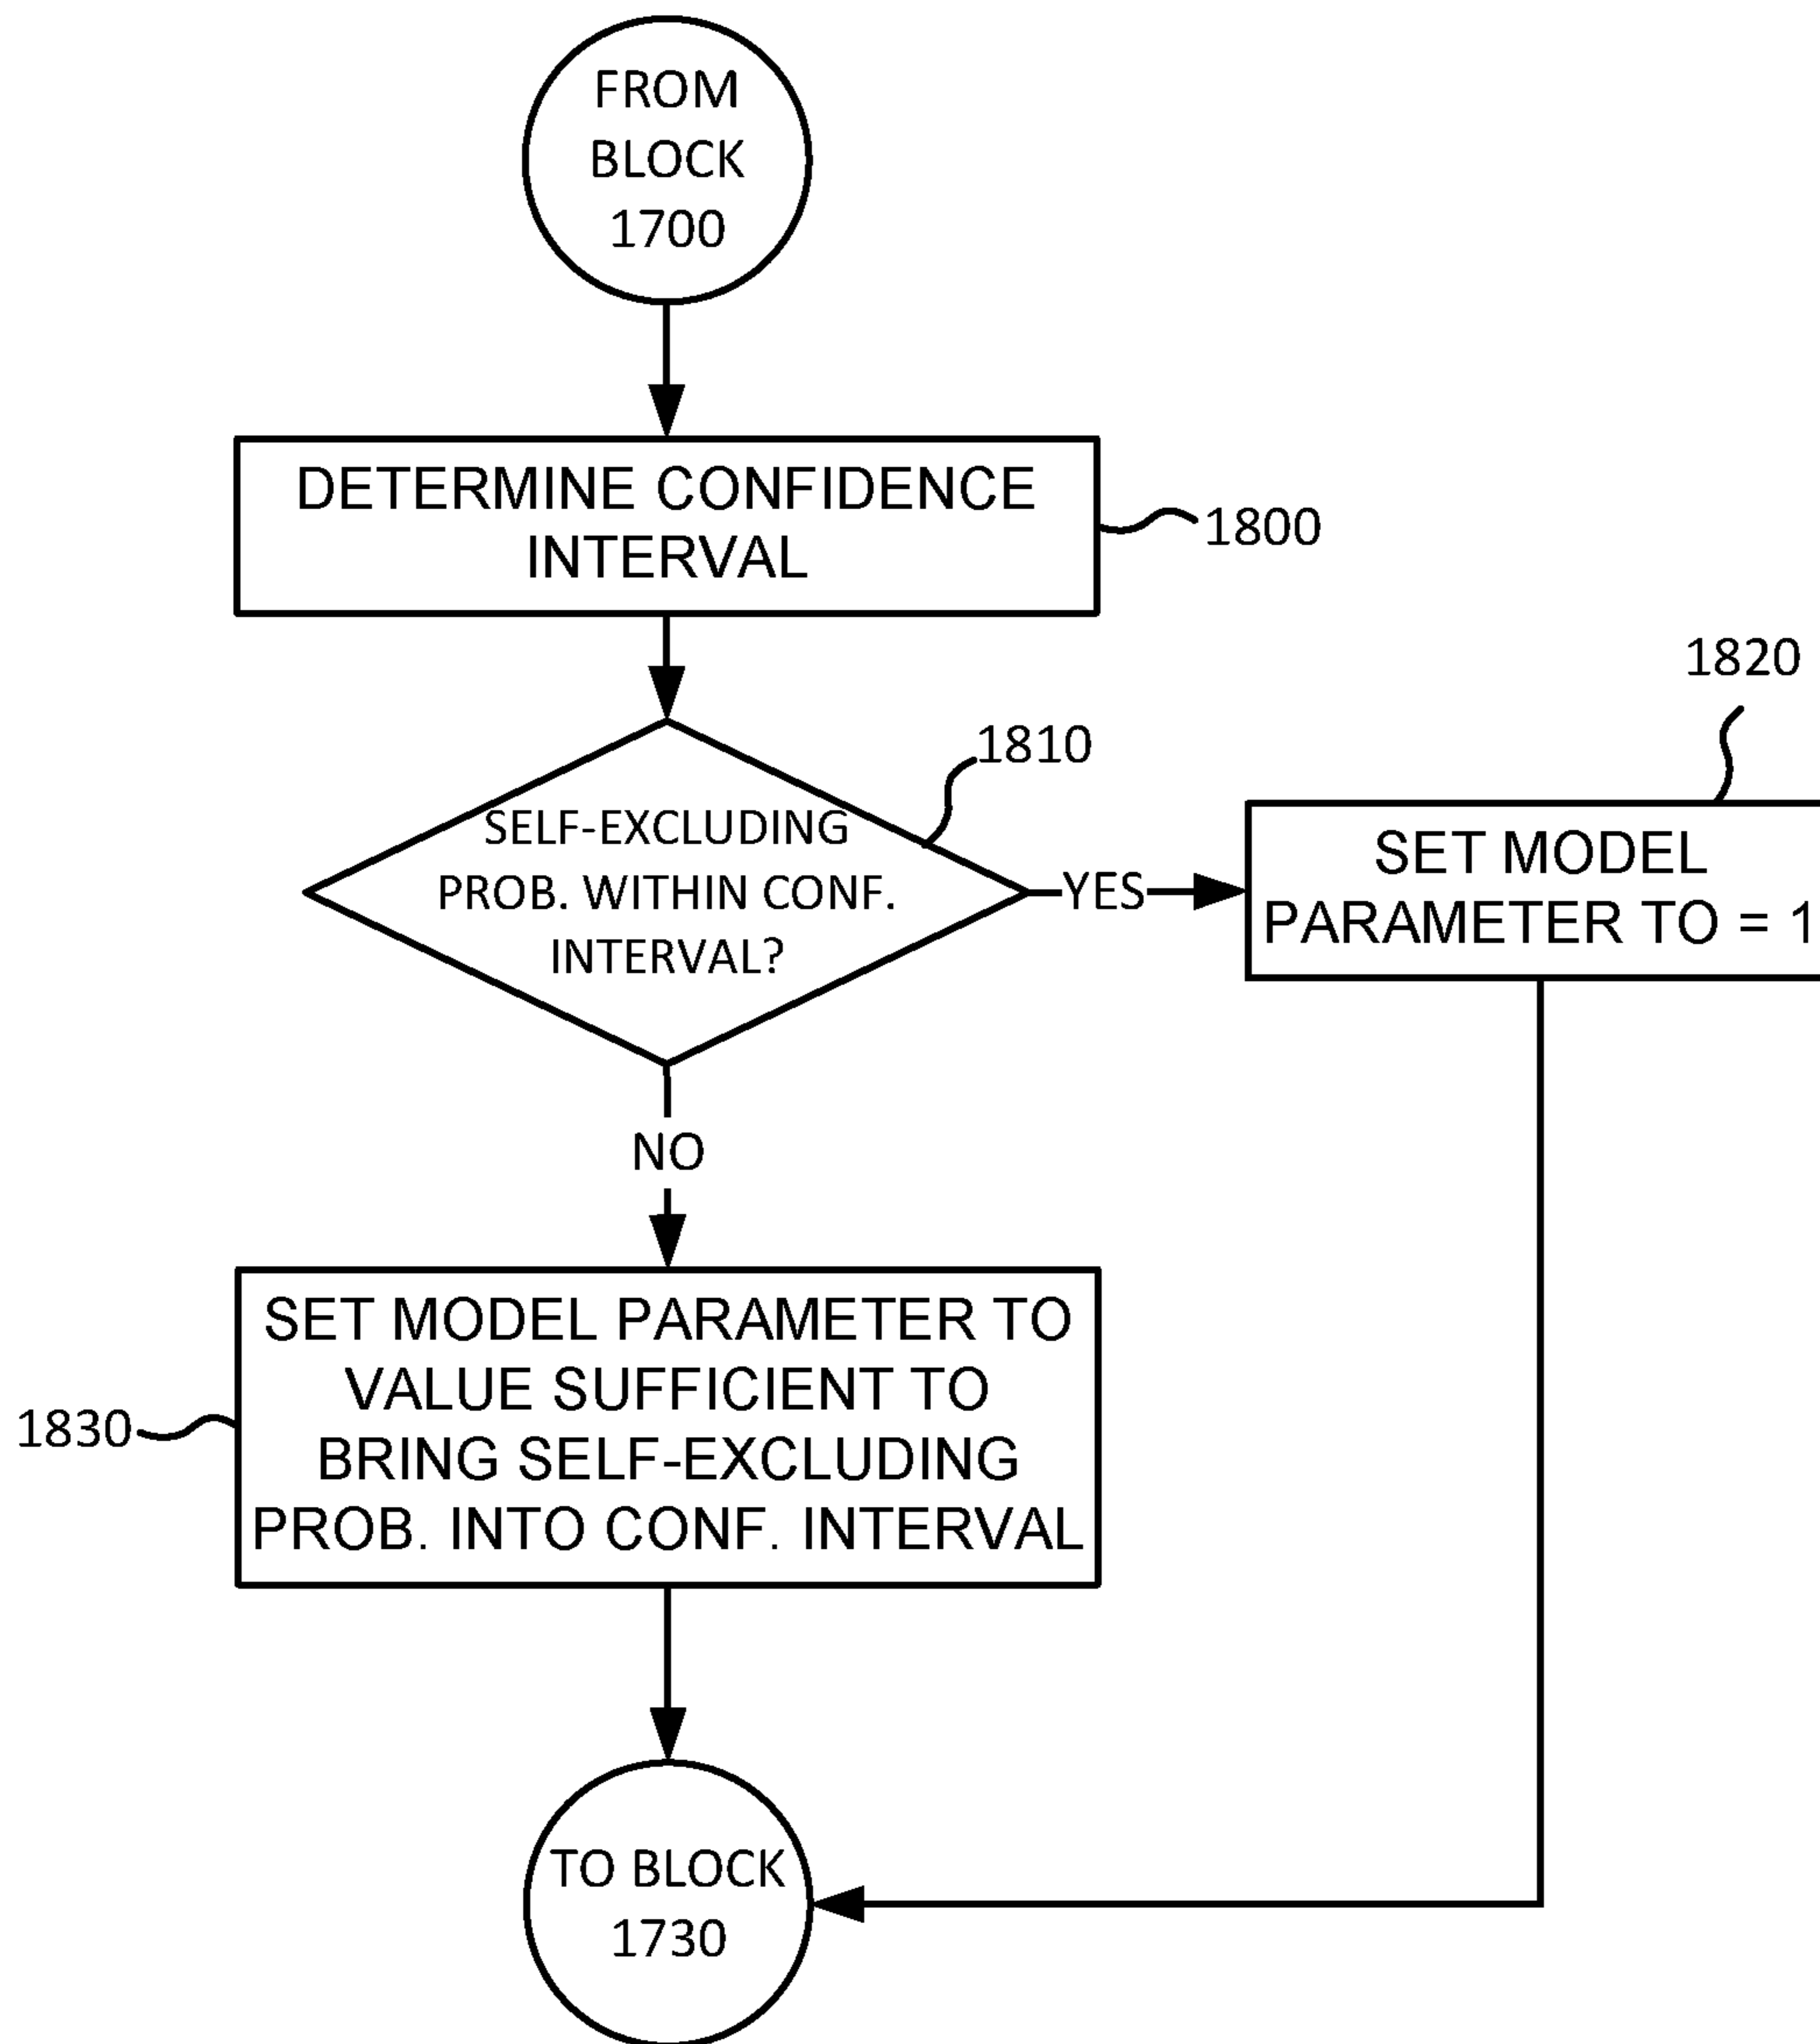 FROM
BLOCK
1700
DETERMINE CONFIDENCE
INTERVAL
1800
1810
SELF-EXCLUDING
PROB. WITHIN CONF.
INTERVAL?
YES
1820
SET MODEL
PARAMETER TO = 1
NO
1830
SET MODEL PARAMETER TO
VALUE SUFFICIENT TO
BRING SELF-EXCLUDING
PROB. INTO CONF. INTERVAL
TO BLOCK
1730